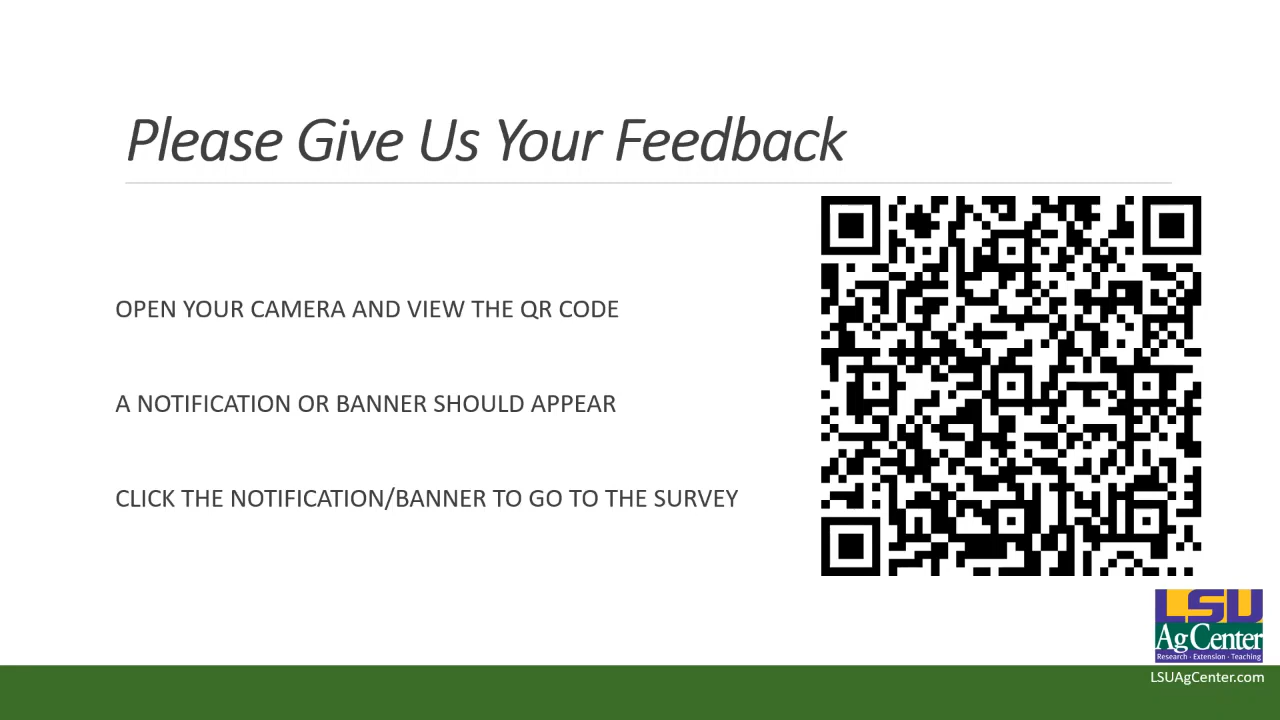 Please Give Us Your Feedback
OPEN YOUR CAMERA AND VIEW THE QR CODE
A NOTIFICATION OR BANNER SHOULD APPEAR
CLICK THE NOTIFICATION/BANNER TO GO TO THE SURVEY
LSU
AgCenter
Research · Extension · Teaching
LSUAgCenter.com